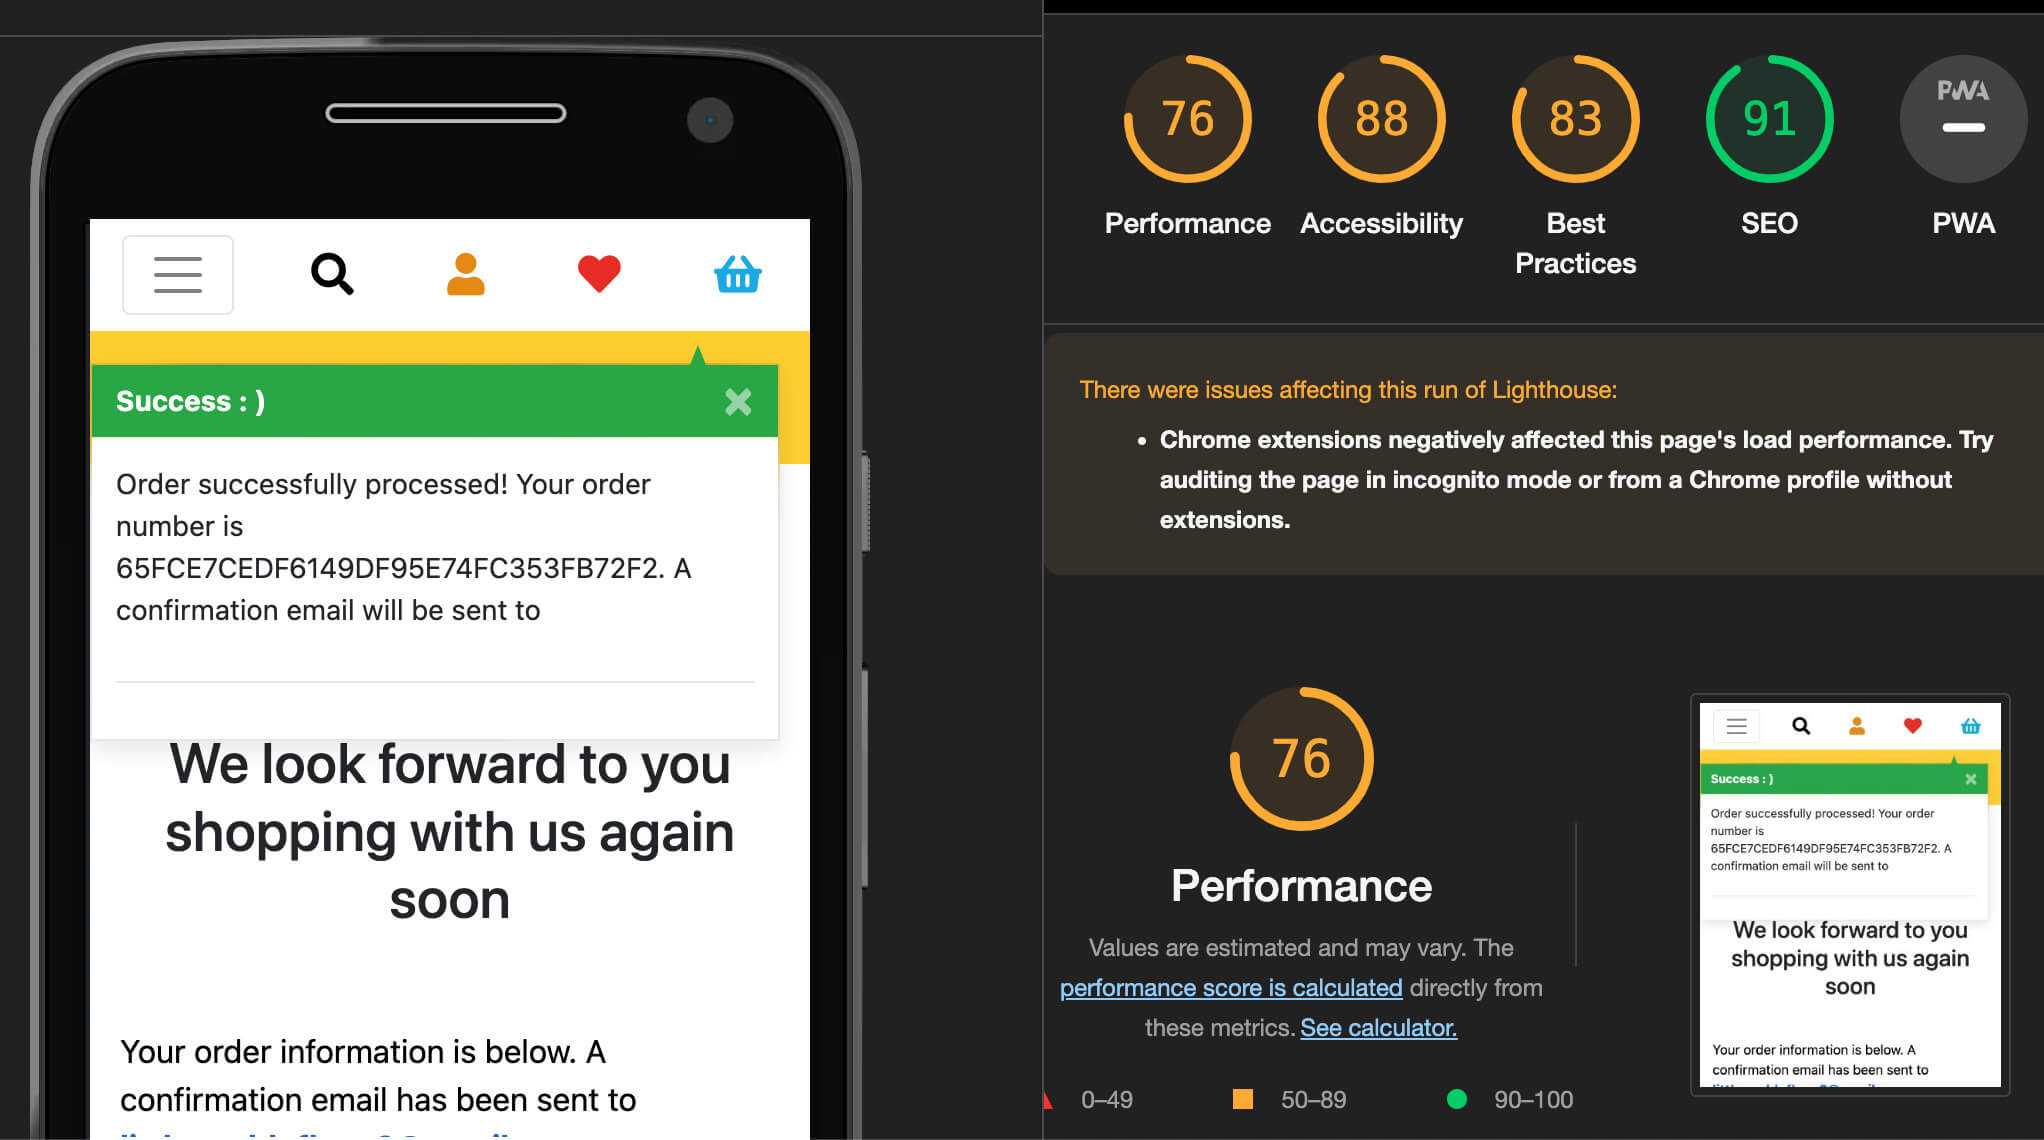 Success : )
Order successfully processed! Your order
number is
65FCE7CEDF6149DF95E74FC353FB72F2. A
confirmation email will be sent to
We look forward to you
shopping with us again
soon
Your order information is below. A
confirmation email has been sent to
76
88
83
91
PWA
Performance
Accessibility
Best
Practices
SEO
PWA
There were issues affecting this run of Lighthouse:
• Chrome extensions negatively affected this page's load performance. Try
auditing the page in incognito mode or from a Chrome profile without
extensions.
76
Performance
Values are estimated and may vary. The
performance score is calculated directly from
these metrics. See calculator.
0–49
50–89
90–100
Success : )
Order successfully processed! Your order
number is
65FCE7CEDF6149DF95E74FC353FB72F2. A
confirmation email will be sent to
We look forward to you
shopping with us again
soon
Your order information is below. A
confirmation email has been sent to